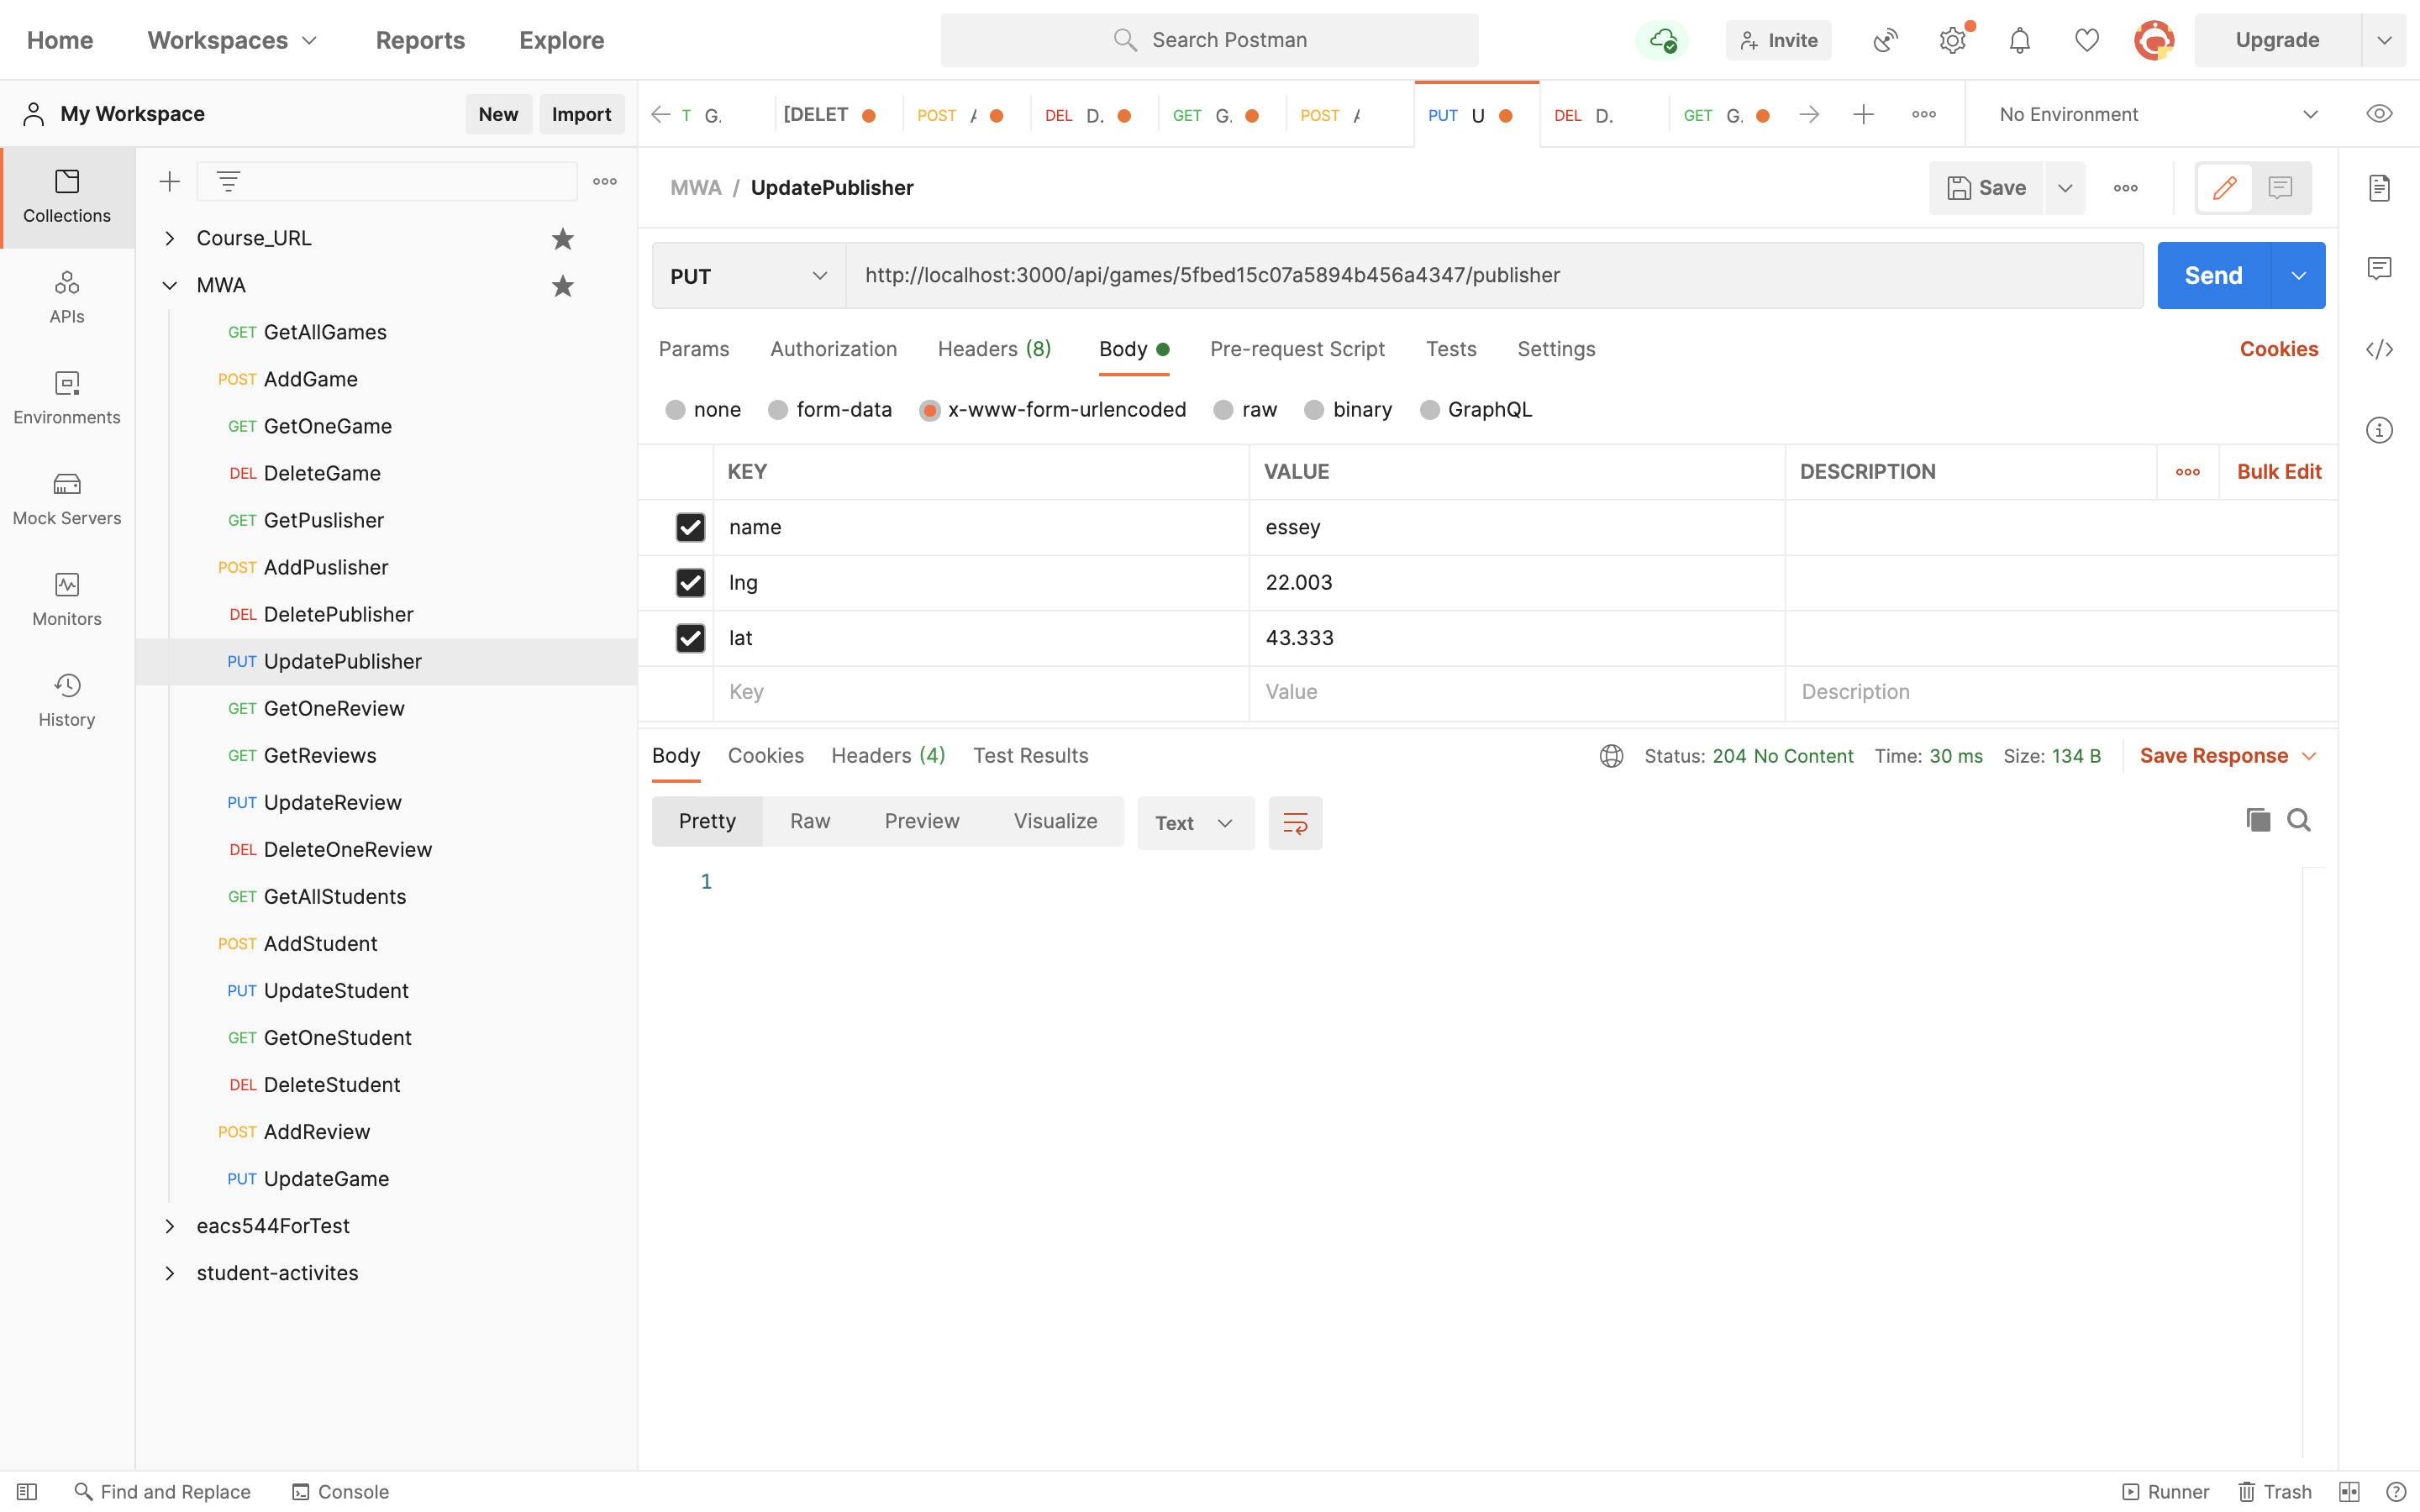 Home Workspaces Reports Explore Search Postman Invite Upgrade
My Workspace New Import T G. [DELET POST DEL D. GET G. POST PUT U DEL D. GET G. No Environment
Collections
APIs
Environments
Mock Servers
Monitors
History
Course_URL
MWA
GET GetAllGames
POST AddGame
GET GetOneGame
DEL DeleteGame
GET GetPuslisher
POST AddPuslisher
DEL DeletePublisher
PUT UpdatePublisher
GET GetOneReview
GET GetReviews
PUT UpdateReview
DEL DeleteOneReview
GET GetAllStudents
POST AddStudent
PUT UpdateStudent
GET GetOneStudent
DEL DeleteStudent
POST AddReview
PUT UpdateGame
eacs544ForTest
student-activites
MWA / UpdatePublisher Save
PUT http://localhost:3000/api/games/5fbed15c07a5894b456a4347/publisher Send
Params Authorization Headers (8) Body Pre-request Script Tests Settings Cookies
none form-data x-www-form-urlencoded raw binary GraphQL
KEY VALUE DESCRIPTION Bulk Edit
name essey
lng 22.003
lat 43.333
Key Value Description
Body Cookies Headers (4) Test Results Status: 204 No Content Time: 30 ms Size: 134 B Save Response
Pretty Raw Preview Visualize Text
1
Find and Replace Console Runner Trash